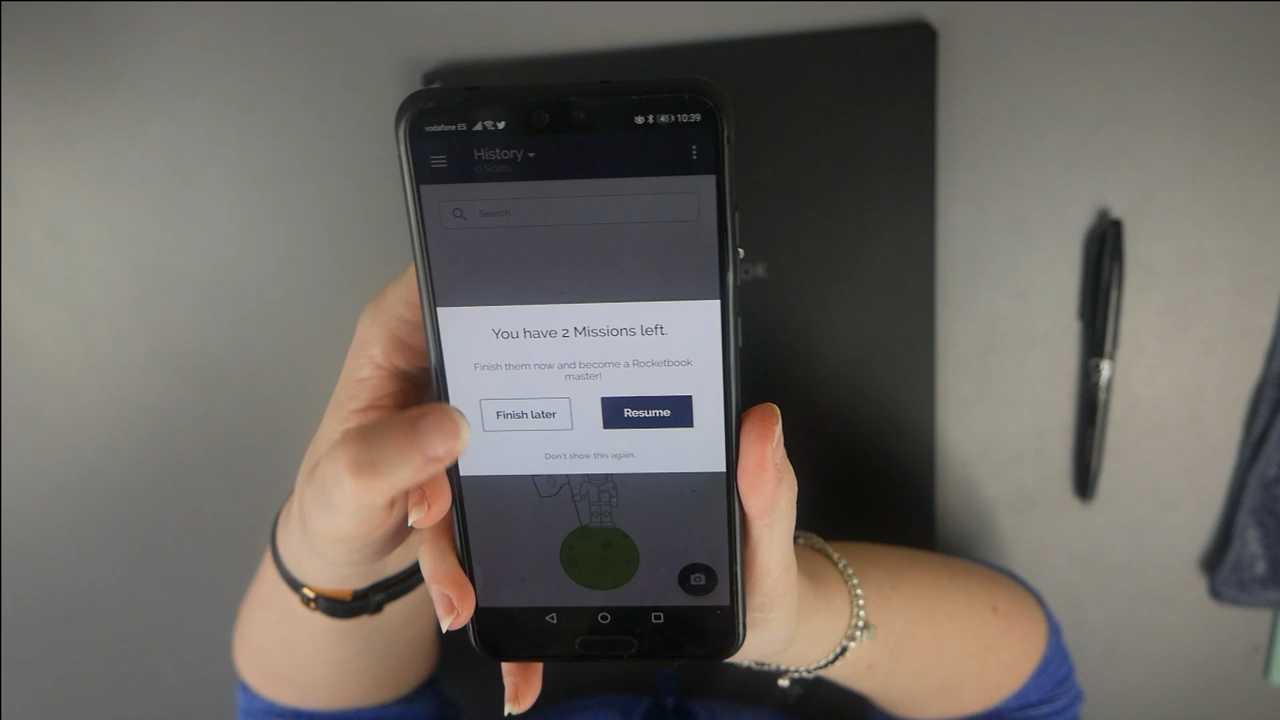 vodafone ES 45 10:39
History
Search
You have 2 Missions left.
Finish them now and become a Rocketbook
master!
Finish later Resume
Don't show this again.